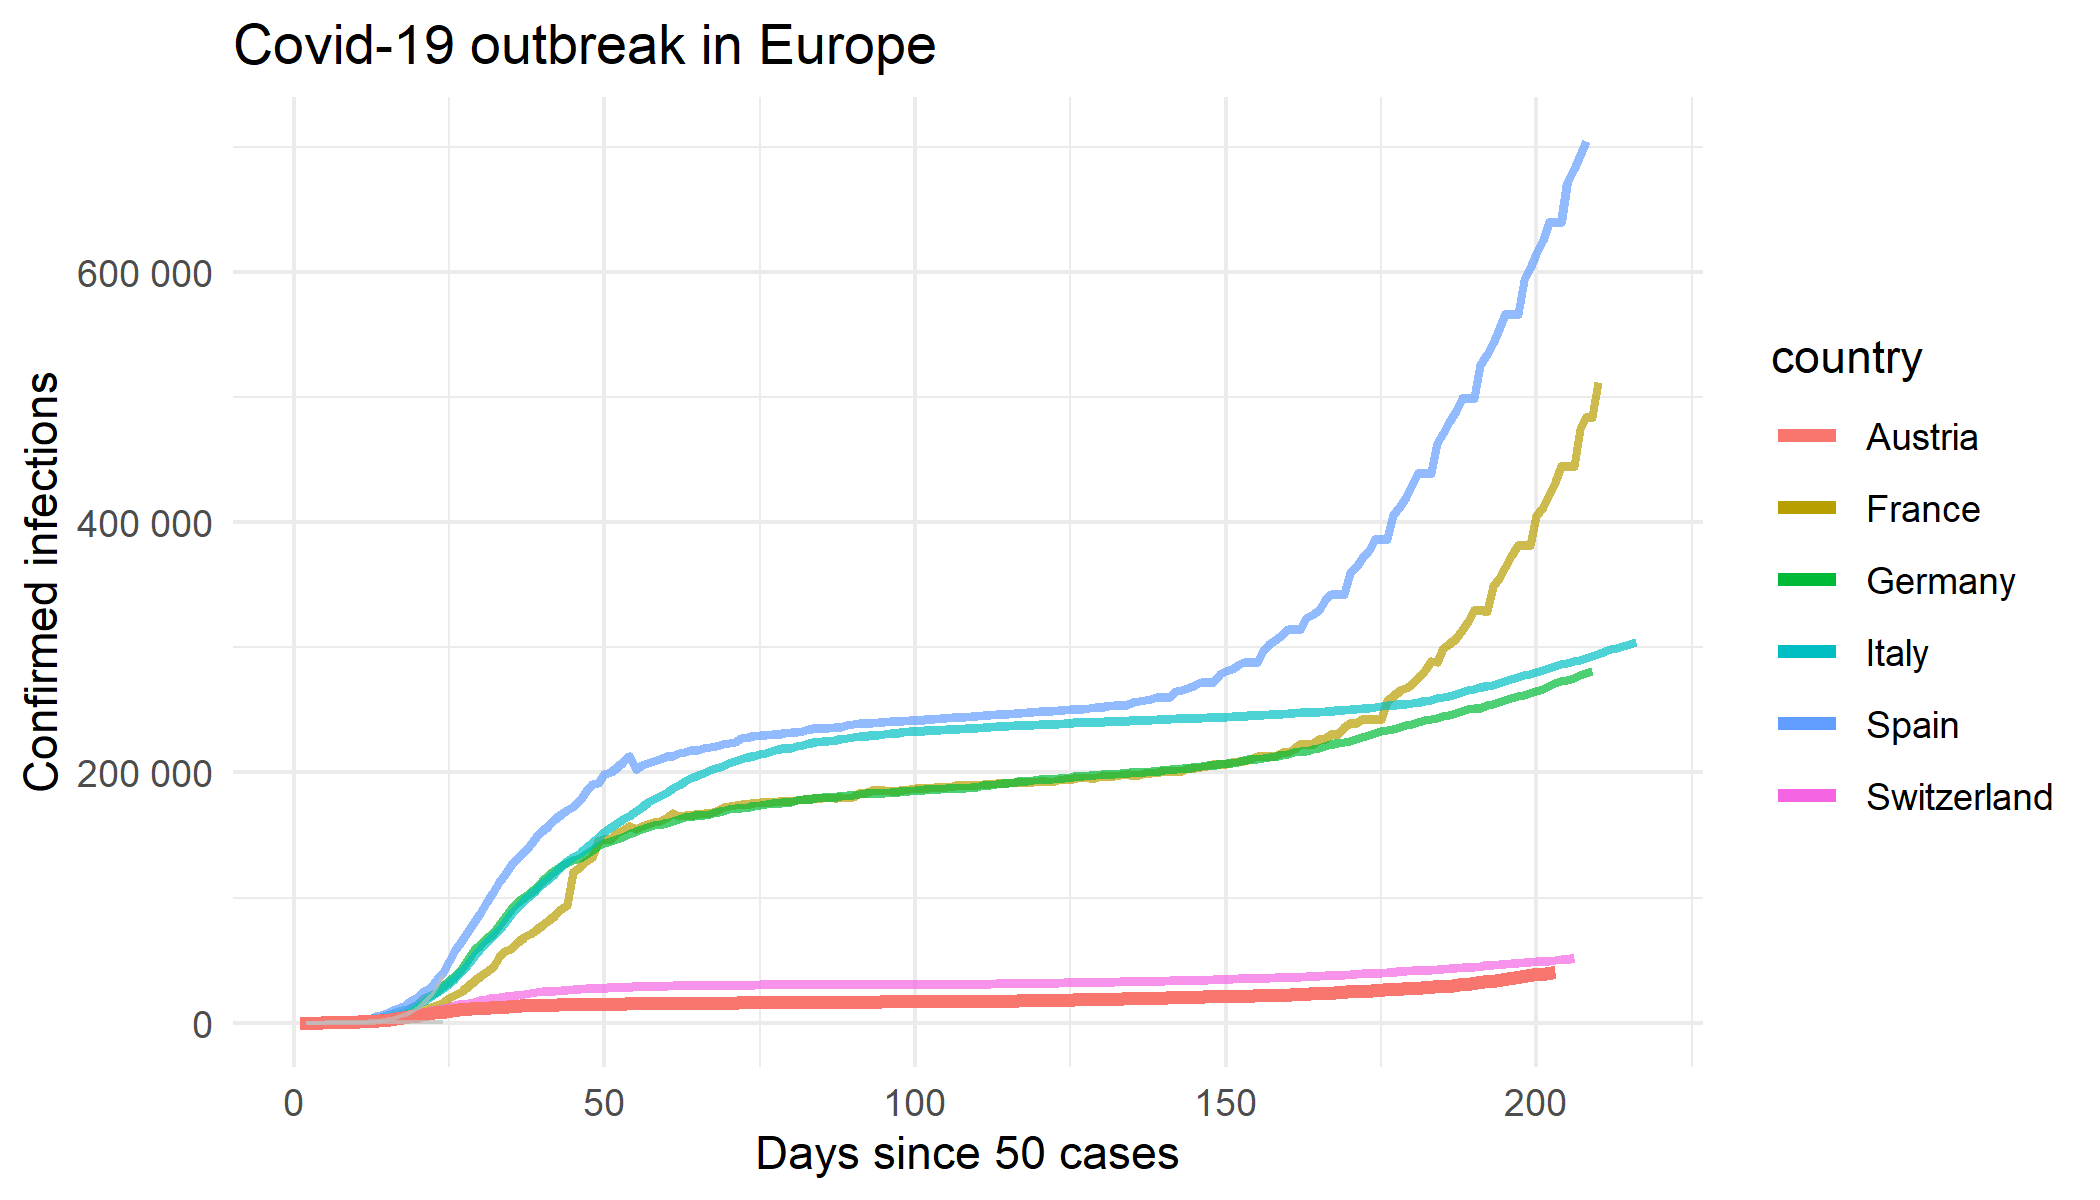 Covid-19 outbreak in Europe
Confirmed infections
600 000
400 000
200 000
0
0 50 100 150 200
Days since 50 cases
country
Austria
France
Germany
Italy
Spain
Switzerland